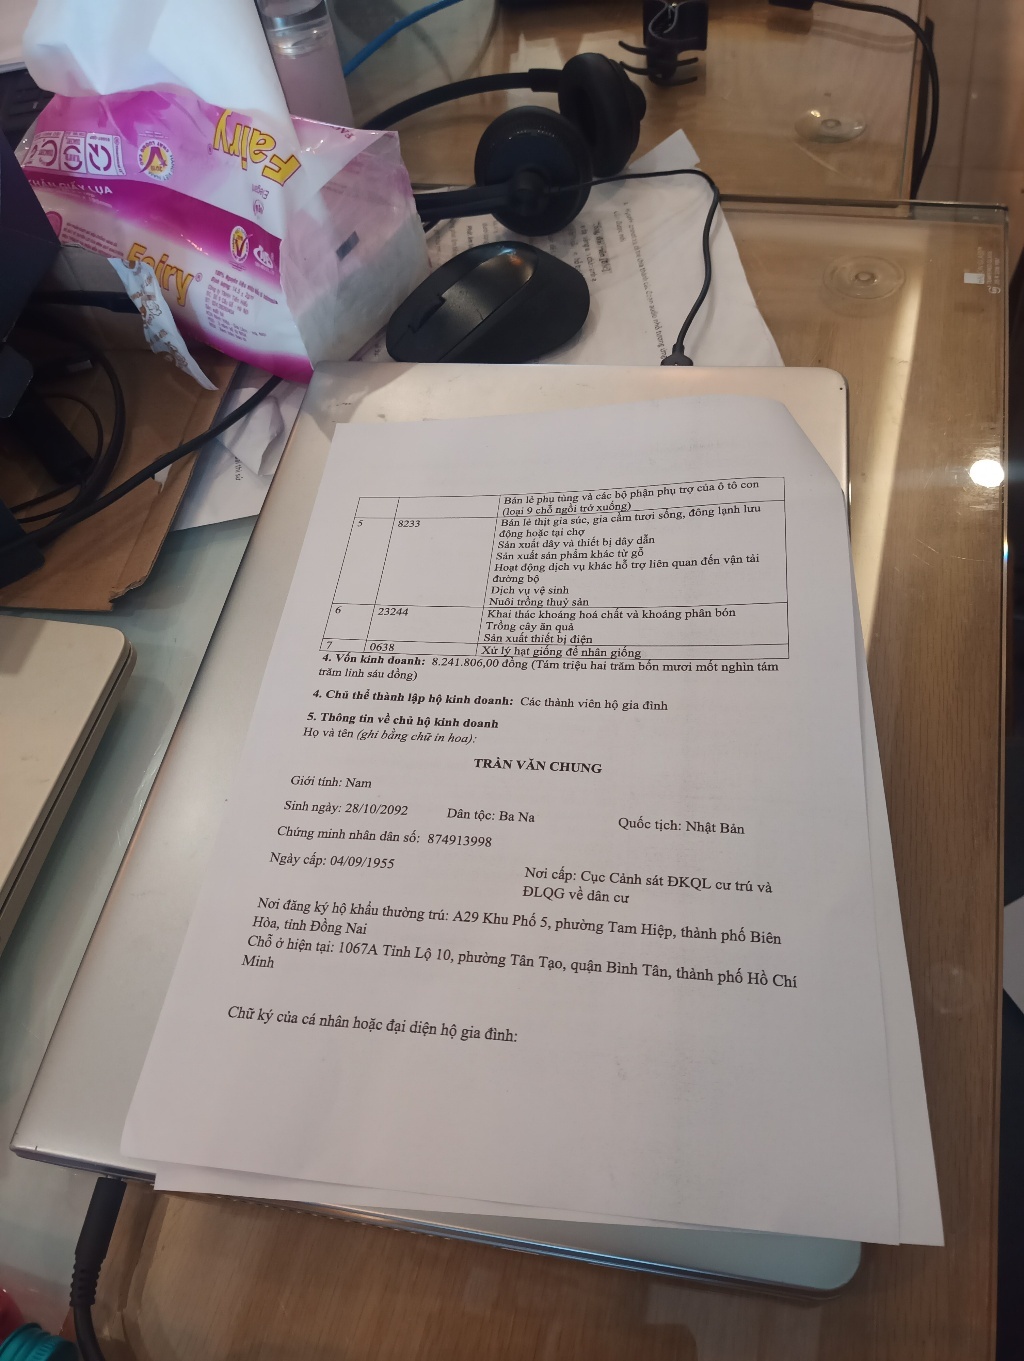 Fairy
KHĂN GIẤY LỤA
Fairy
Bán lẻ phụ tùng và các bộ phận phụ trợ của ô tô con
(loại 9 chỗ ngồi trở xuống)
5 8233 Bán lẻ thịt gia súc, gia cầm tươi sống, đông lạnh lưu
động hoặc tại chợ
Sản xuất dây và thiết bị dây dẫn
Sản xuất sản phẩm khác từ gỗ
Hoạt động dịch vụ khác hỗ trợ liên quan đến vận tải
đường bộ
Dịch vụ vệ sinh
Nuôi trồng thuỷ sản
6 23244 Khai thác khoáng hoá chất và khoáng phân bón
Trồng cây ăn quả
Sản xuất thiết bị điện
7 0638 Xử lý hạt giống để nhân giống
4. Vốn kinh doanh: 8.241.806,00 đồng (Tám triệu hai trăm bốn mươi mốt nghìn tám
trăm linh sáu đồng)
4. Chủ thể thành lập hộ kinh doanh: Các thành viên hộ gia đình
5. Thông tin về chủ hộ kinh doanh
Họ và tên (ghi bằng chữ in hoa):
TRẦN VĂN CHUNG
Giới tính: Nam
Sinh ngày: 28/10/2092 Dân tộc: Ba Na Quốc tịch: Nhật Bản
Chứng minh nhân dân số: 874913998
Ngày cấp: 04/09/1955 Nơi cấp: Cục Cảnh sát ĐKQL cư trú và
ĐLQG về dân cư
Nơi đăng ký hộ khẩu thường trú: A29 Khu Phố 5, phường Tam Hiệp, thành phố Biên
Hòa, tỉnh Đồng Nai
Chỗ ở hiện tại: 1067A Tỉnh Lộ 10, phường Tân Tạo, quận Bình Tân, thành phố Hồ Chí
Minh
Chữ ký của cá nhân hoặc đại diện hộ gia đình: